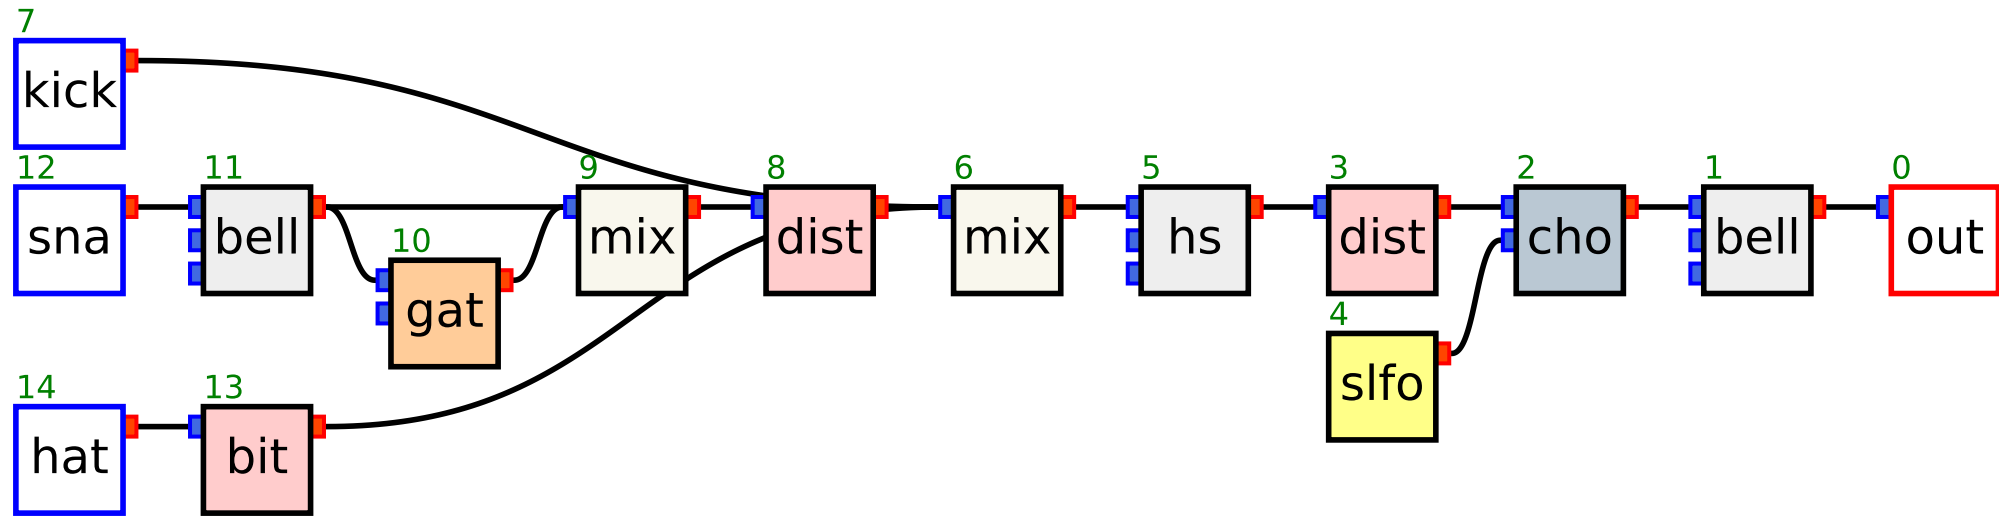 7
kick
12 11 9 8 6 5 3 2 1 0
sna bell mix dist mix hs dist cho bell out
10
gat
4
slfo
14 13
hat bit